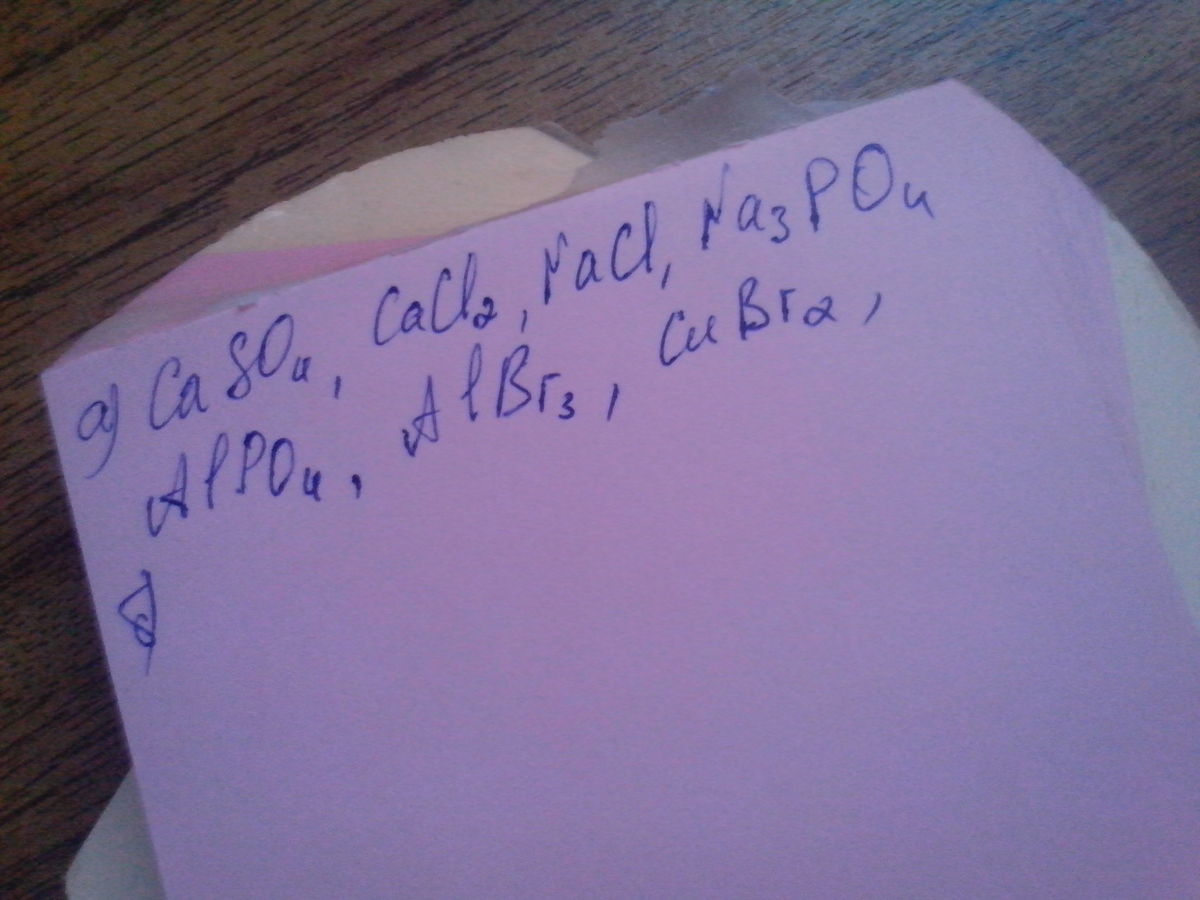 а) CaSO4, CaCl2, NaCl, Na3PO4
AlPO4, AlBr3, CuBr2,
б)